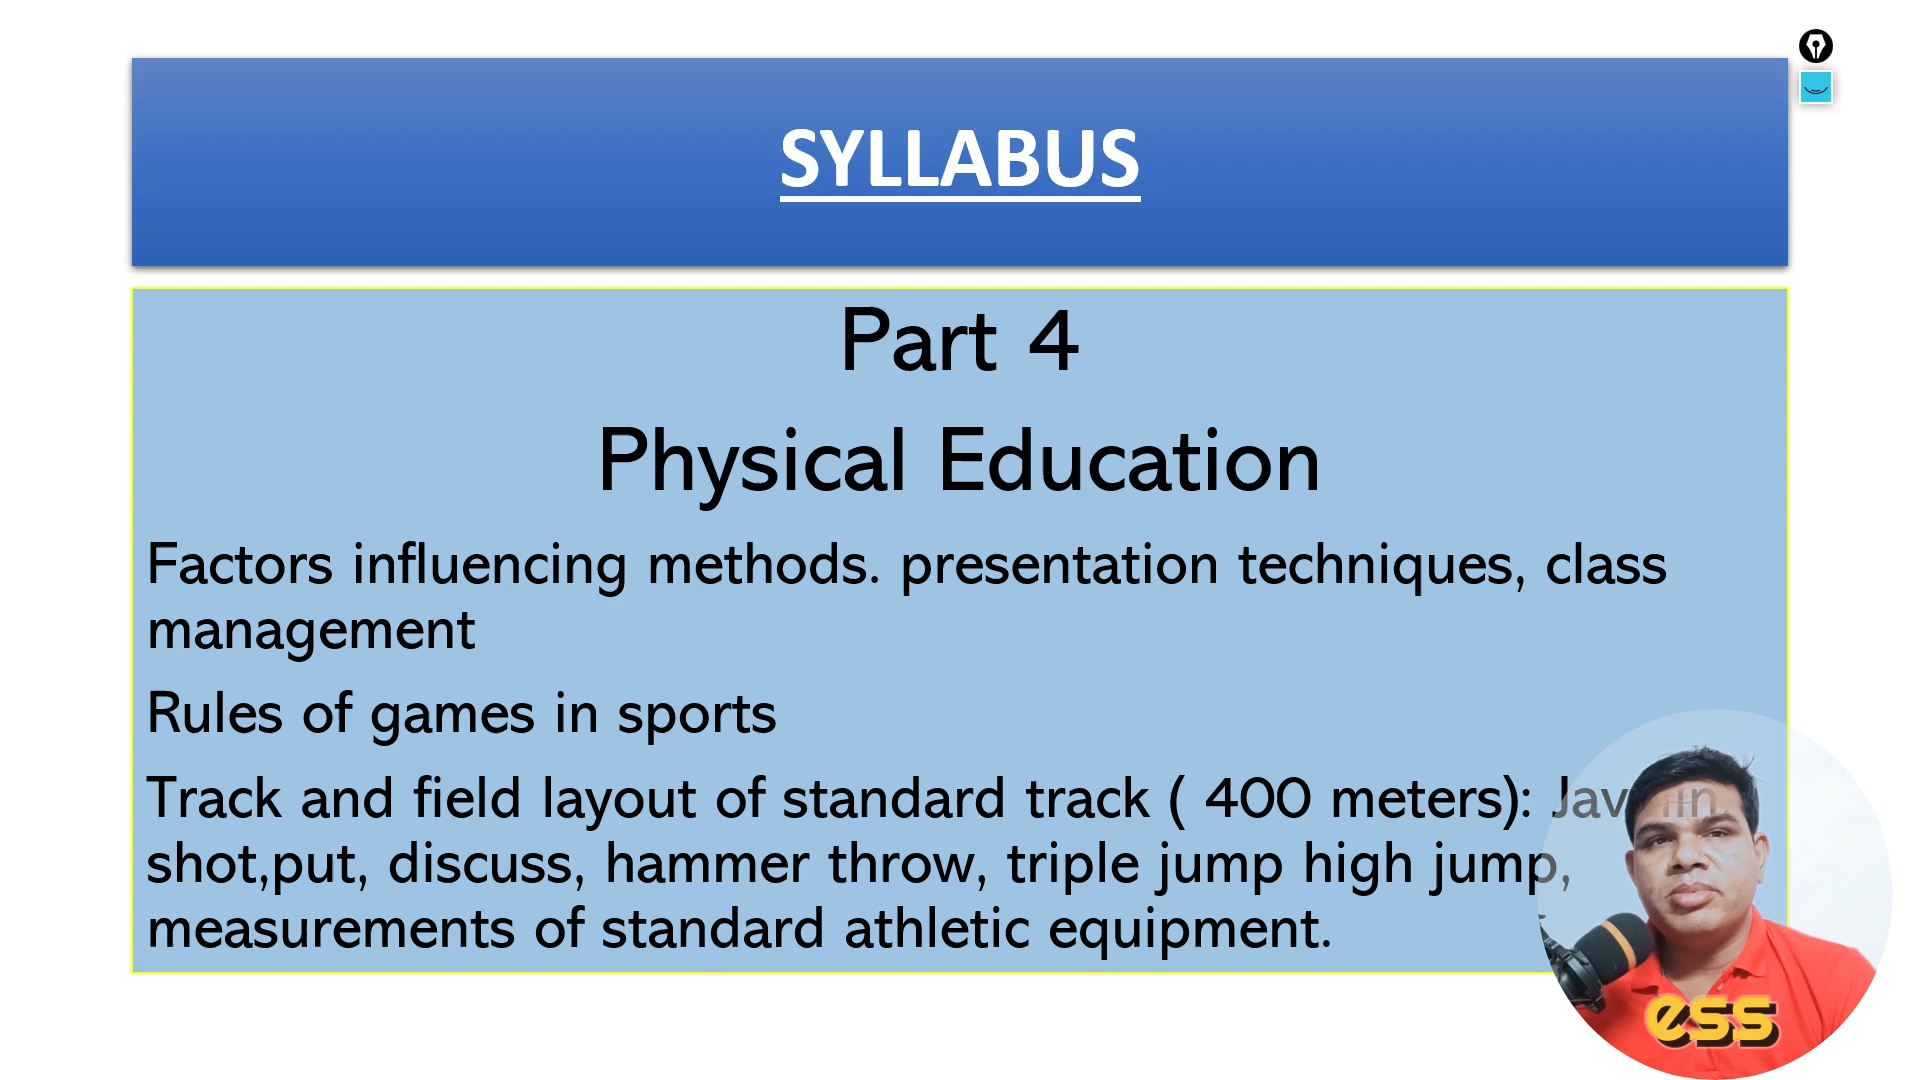 SYLLABUS
Part 4
Physical Education
Factors influencing methods. presentation techniques, class
management
Rules of games in sports
Track and field layout of standard track ( 400 meters):
shot,put, discuss, hammer throw, triple jump high jump,
measurements of standard athletic equipment.
ess